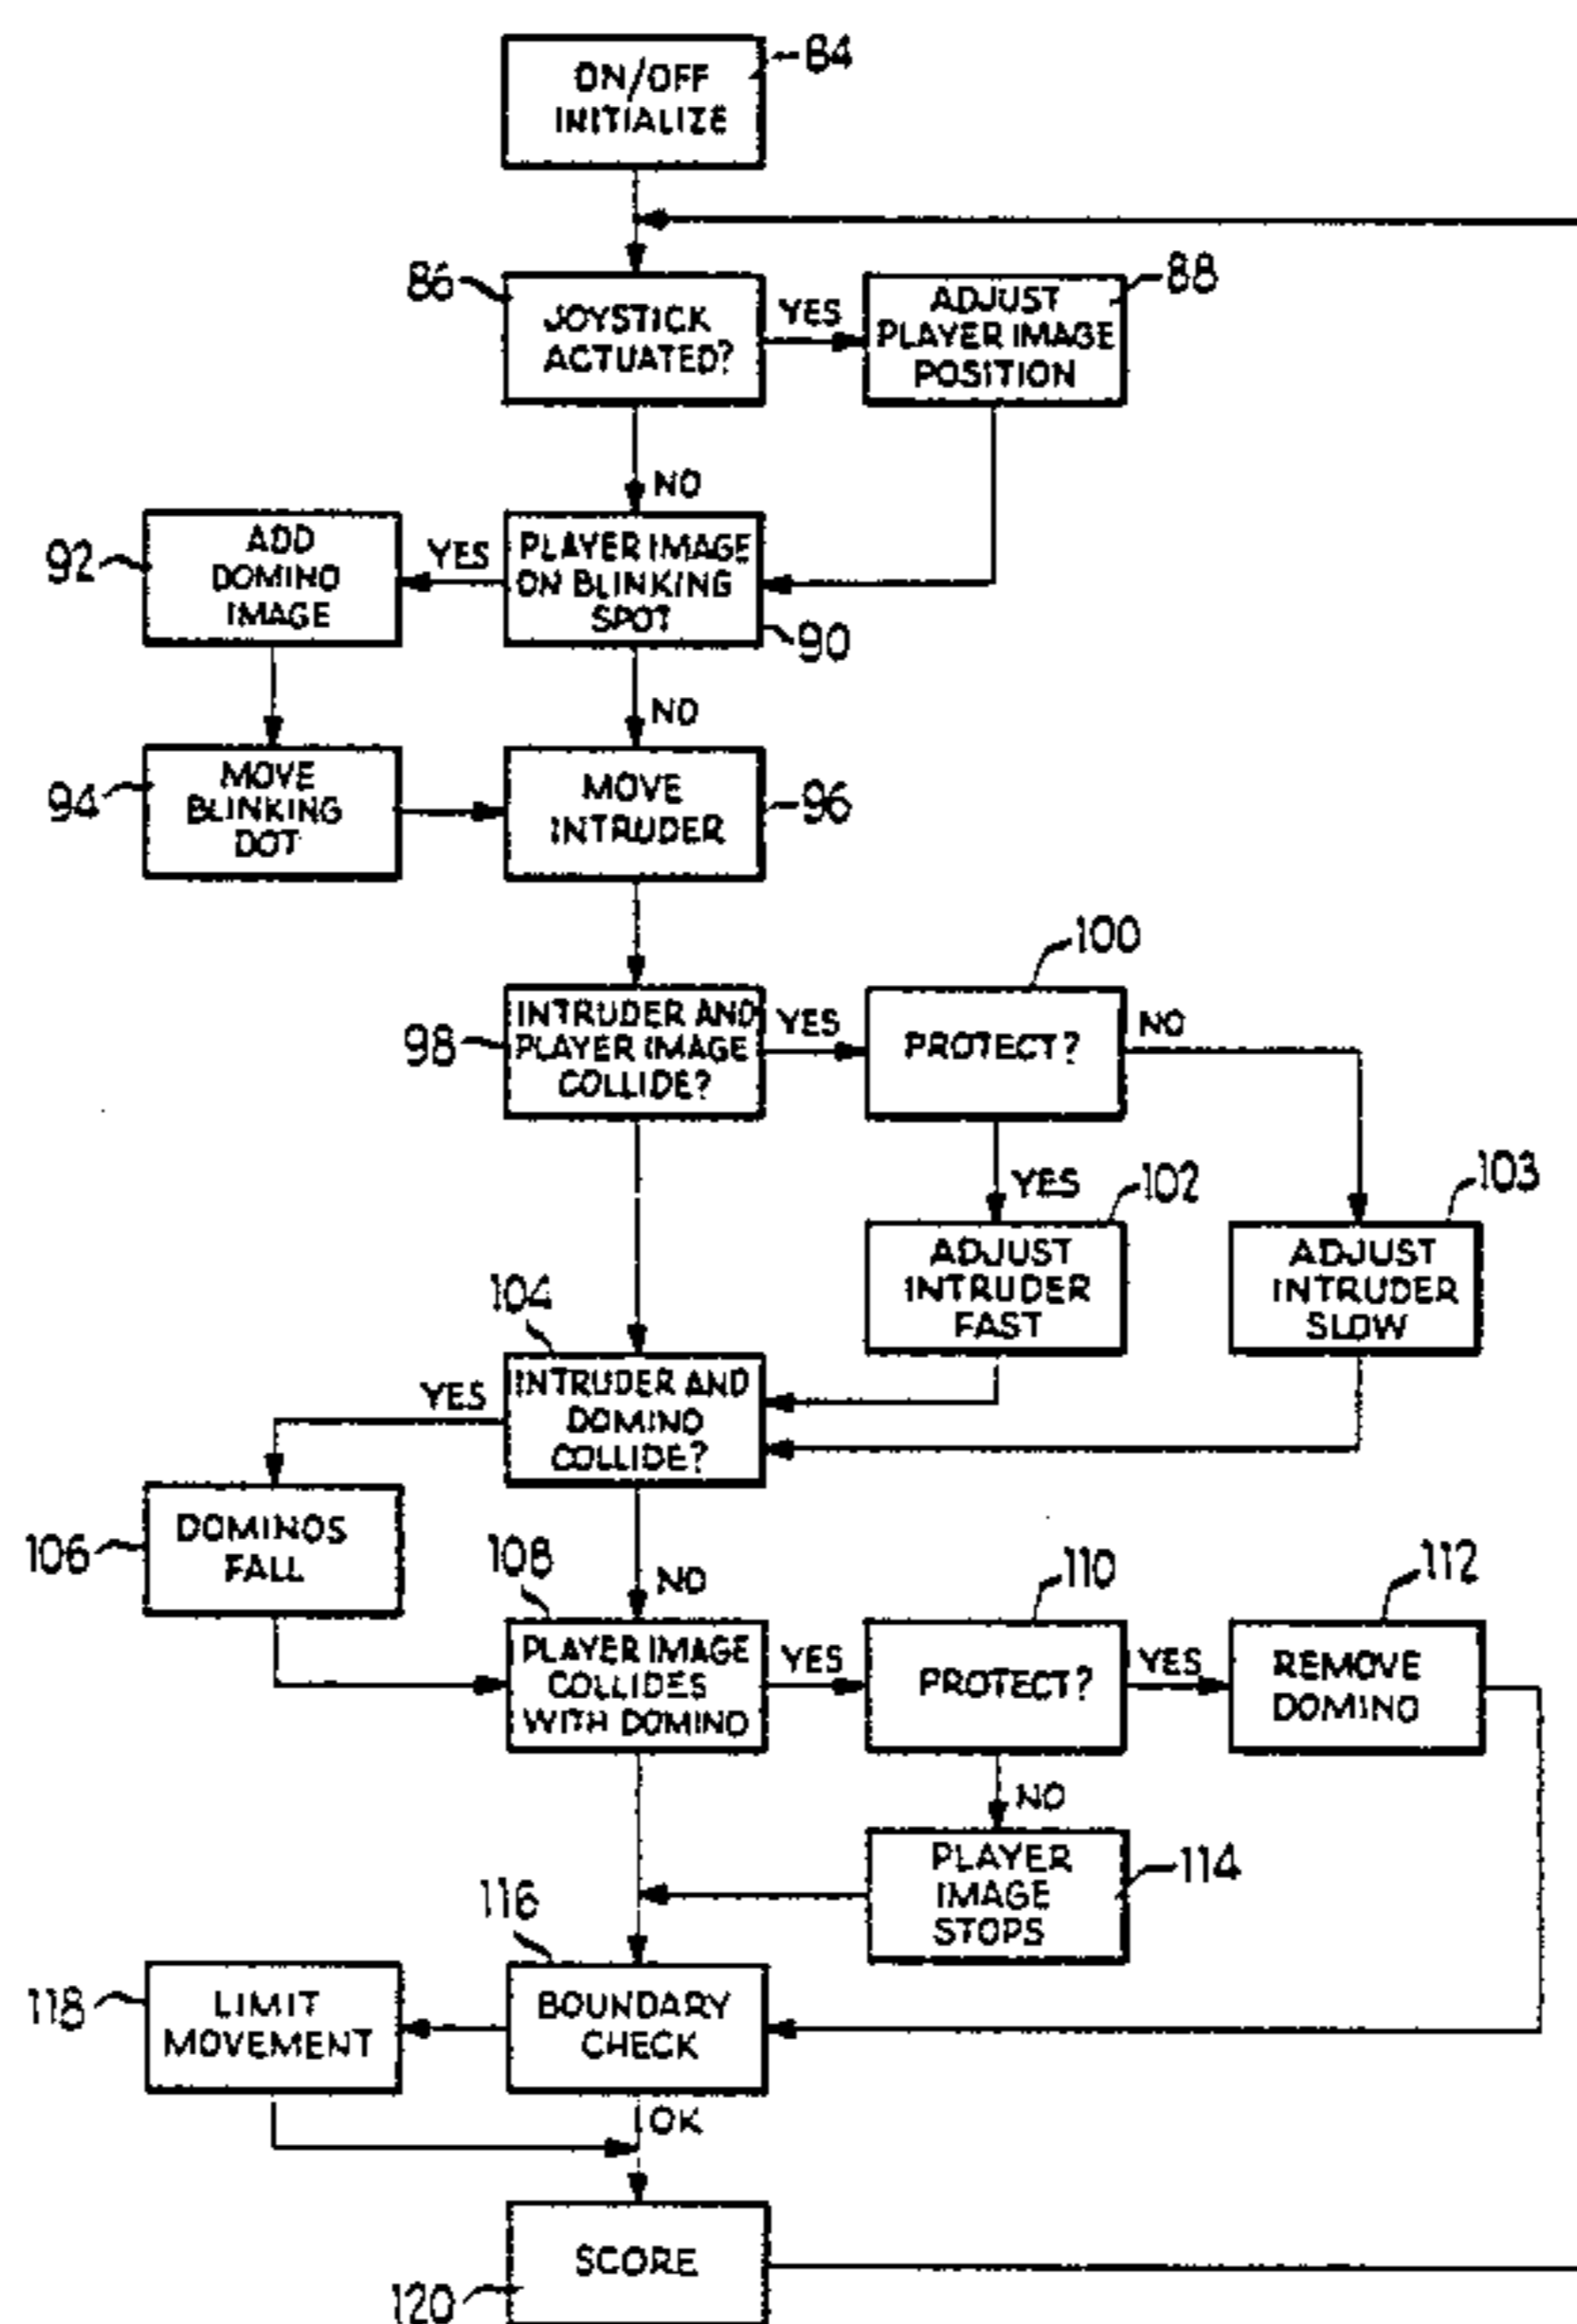 ON/OFF
INITIALIZE
84
86
JOYSTICK
ACTUATED?
YES
ADJUST
PLAYER IMAGE
POSITION
88
NO
92
ADD
DOMINO
IMAGE
YES
PLAYER IMAGE
ON BLINKING
SPOT
90
NO
94
MOVE
BLINKING
DOT
MOVE
INTRUDER
96
98
INTRUDER AND
PLAYER IMAGE
COLLIDE?
YES
100
PROTECT?
NO
YES
102
ADJUST
INTRUDER
FAST
103
ADJUST
INTRUDER
SLOW
104
INTRUDER AND
DOMINO
COLLIDE?
YES
106
DOMINOS
FALL
NO
108
PLAYER IMAGE
COLLIDES
WITH DOMINO
YES
110
PROTECT?
YES
112
REMOVE
DOMINO
NO
PLAYER
IMAGE
STOPS
114
116
BOUNDARY
CHECK
118
LIMIT
MOVEMENT
OK
SCORE
120